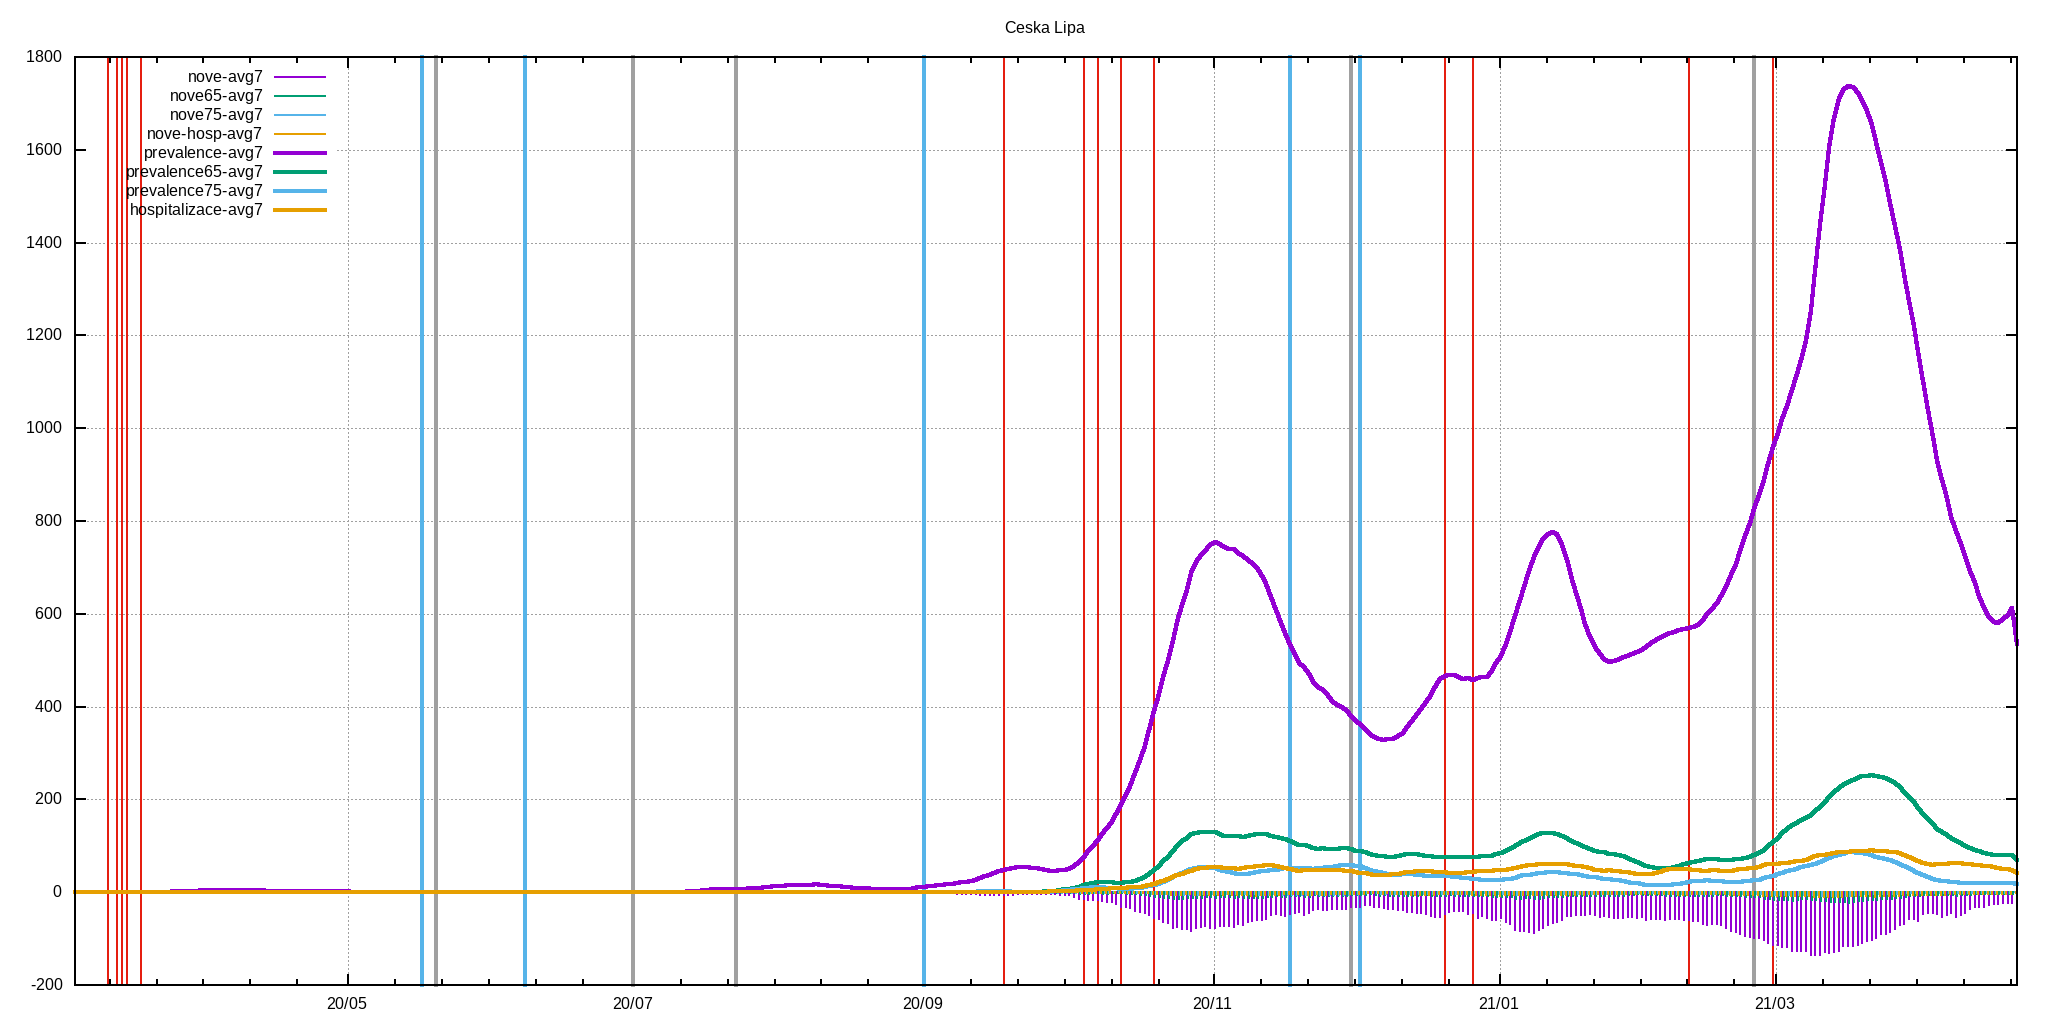 Ceska Lipa
1800
1600
1400
1200
1000
800
600
400
200
0
-200
nove-avg7
nove65-avg7
nove75-avg7
nove-hosp-avg7
prevalence-avg7
prevalence65-avg7
prevalence75-avg7
hospitalizace-avg7
20/05 20/07 20/09 20/11 21/01 21/03